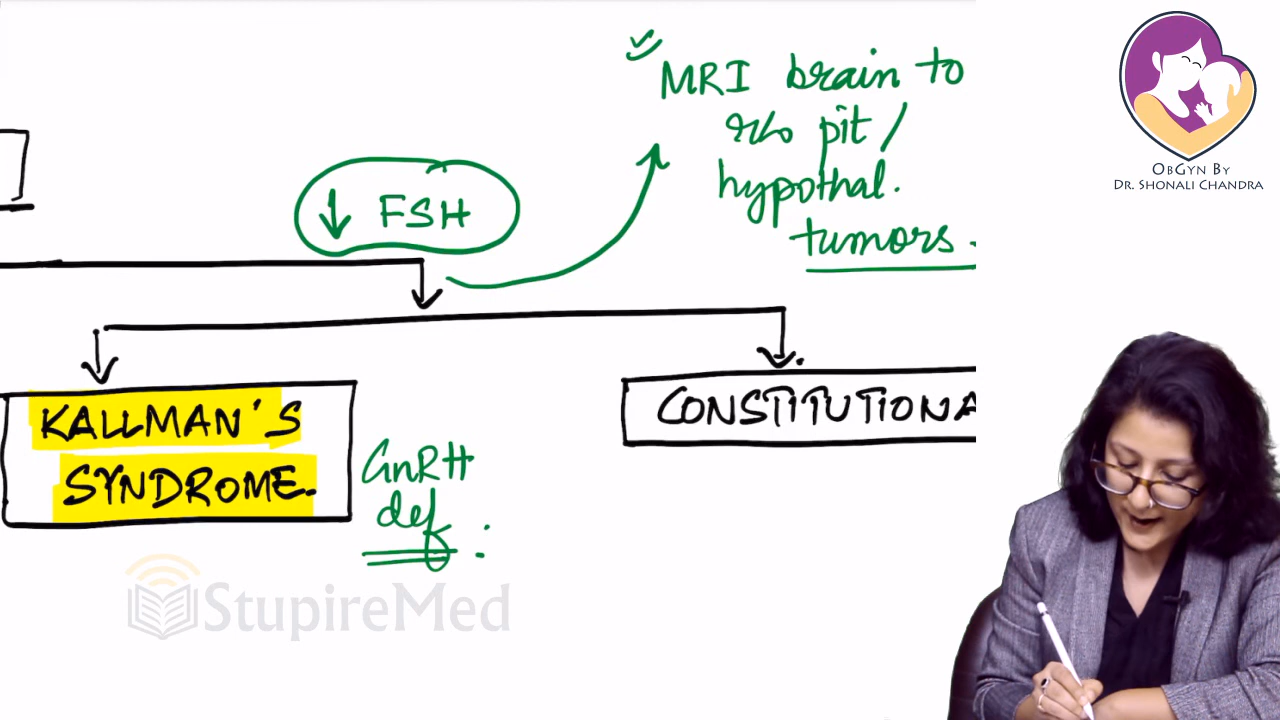 MRI brain to
r/o pit /
hypothal.
tumors.
↓ FSH
KALLMAN'S
SYNDROME.
GnRH
def :
CONSTITUTIONA
StupireMed
OBGYN BY
DR. SHONALI CHANDRA